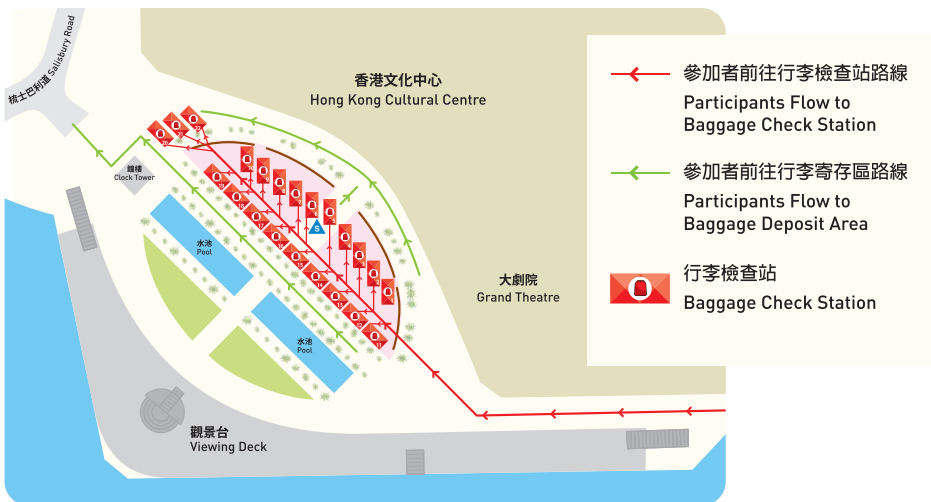 梳士巴利道 Salisbury Road
香港文化中心
Hong Kong Cultural Centre
鐘樓
Clock Tower
水池
Pool
S
大劇院
Grand Theatre
水池
Pool
觀景台
Viewing Deck
參加者前往行李檢查站路線
Participants Flow to
Baggage Check Station
參加者前往行李寄存區路線
Participants Flow to
Baggage Deposit Area
行李檢查站
Baggage Check Station